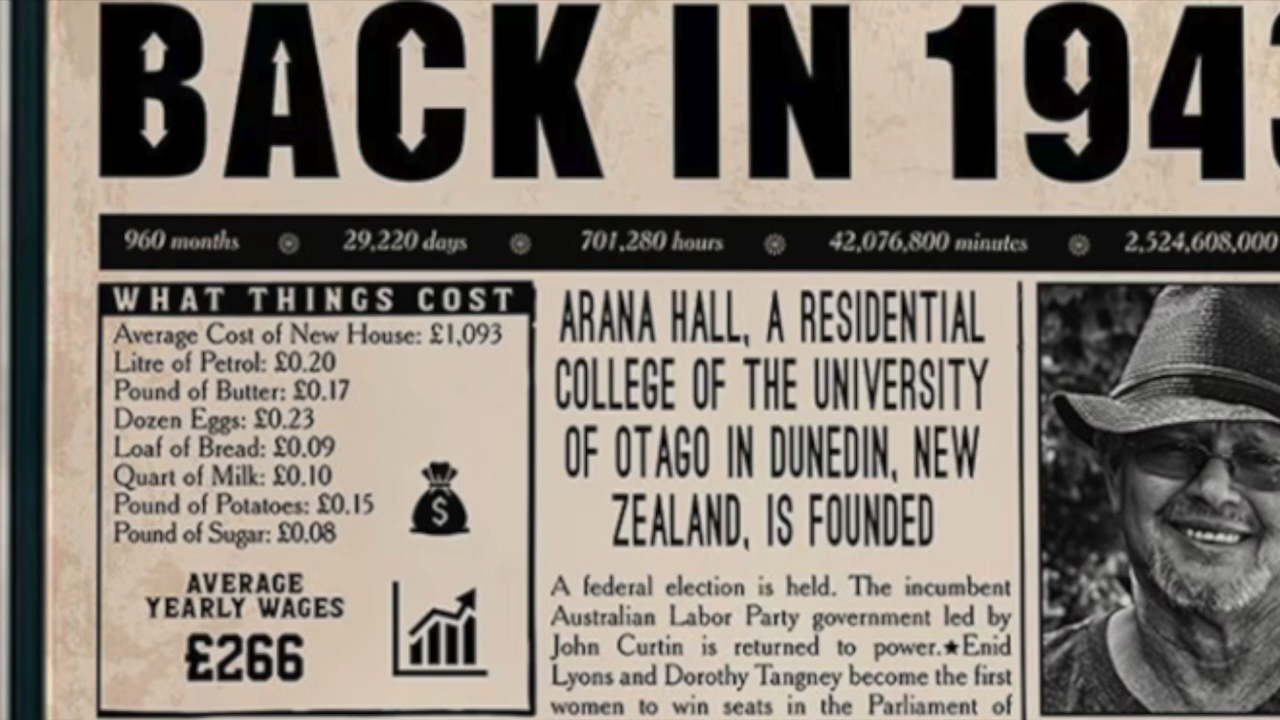 BACK IN 1943
960 months 29,220 days 701,280 hours 42,076,800 minutes 2,524,608,000
WHAT THINGS COST
Average Cost of New House: £1,093
Litre of Petrol: £0.20
Pound of Butter: £0.17
Dozen Eggs: £0.23
Loaf of Bread: £0.09
Quart of Milk: £0.10
Pound of Potatoes: £0.15
Pound of Sugar: £0.08
$
AVERAGE
YEARLY WAGES
£266
ARANA HALL, A RESIDENTIAL
COLLEGE OF THE UNIVERSITY
OF OTAGO IN DUNEDIN, NEW
ZEALAND, IS FOUNDED
A federal election is held. The incumbent
Australian Labor Party government led by
John Curtin is returned to power.★Enid
Lyons and Dorothy Tangney become the first
women to win seats in the Parliament of